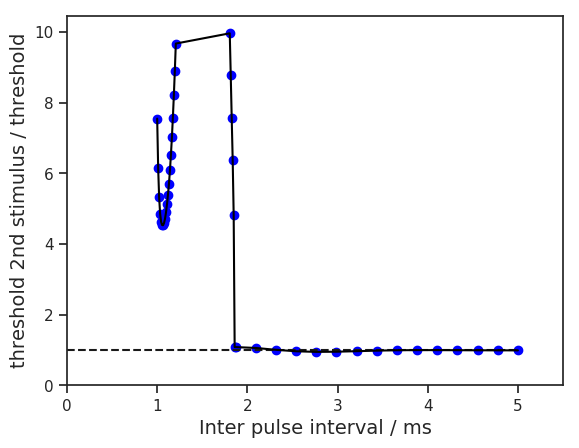 threshold 2nd stimulus / threshold
10
8
6
4
2
0
0 1 2 3 4 5
Inter pulse interval / ms